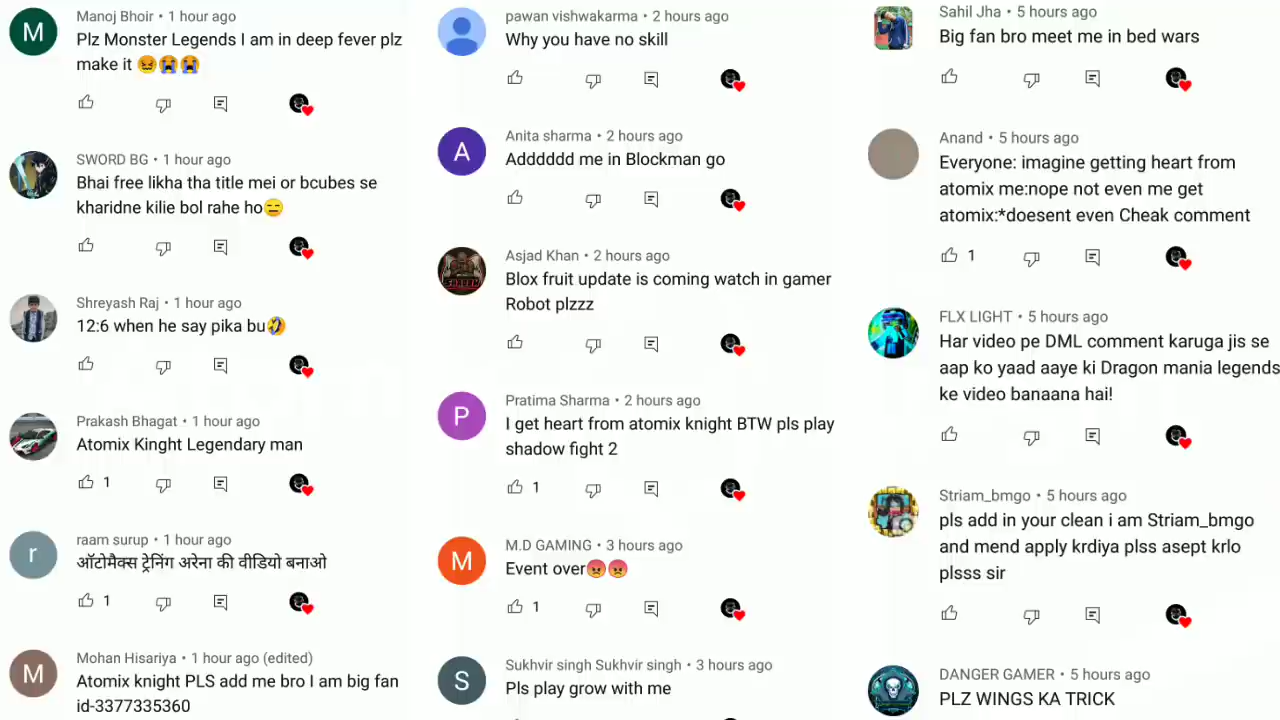 Manoj Bhoir • 1 hour ago
Plz Monster Legends I am in deep fever plz
make it 😖😭😭
M
SWORD BG • 1 hour ago
Bhai free likha tha title mei or bcubes se
kharidne kilie bol rahe ho😑
Shreyash Raj • 1 hour ago
12:6 when he say pika bu🤣
Prakash Bhagat • 1 hour ago
Atomix Kinght Legendary man
1
raam surup • 1 hour ago
ऑटोमैक्स ट्रेनिंग अरेना की वीडियो बनाओ
r
1
Mohan Hisariya • 1 hour ago (edited)
Atomix knight PLS add me bro I am big fan
id-3377335360
M
pawan vishwakarma • 2 hours ago
Why you have no skill
Anita sharma • 2 hours ago
Adddddd me in Blockman go
A
Asjad Khan • 2 hours ago
Blox fruit update is coming watch in gamer
Robot plzzz
Pratima Sharma • 2 hours ago
I get heart from atomix knight BTW pls play
shadow fight 2
P
1
M.D GAMING • 3 hours ago
Event over😡😡
M
1
Sukhvir singh Sukhvir singh • 3 hours ago
Pls play grow with me
S
Sahil Jha • 5 hours ago
Big fan bro meet me in bed wars
Anand • 5 hours ago
Everyone: imagine getting heart from
atomix me:nope not even me get
atomix:*doesent even Cheak comment
1
FLX LIGHT • 5 hours ago
Har video pe DML comment karuga jis se
aap ko yaad aaye ki Dragon mania legends
ke video banaana hai!
Striam_bmgo • 5 hours ago
pls add in your clean i am Striam_bmgo
and mend apply krdiya plss asept krlo
plsss sir
DANGER GAMER • 5 hours ago
PLZ WINGS KA TRICK